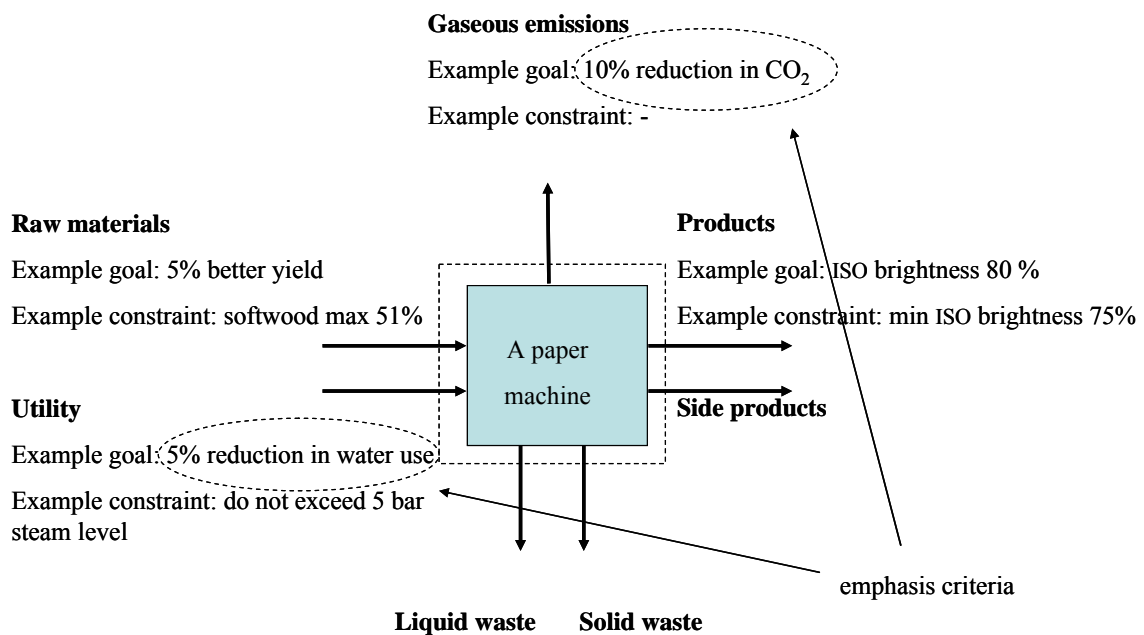 Gaseous emissions
Example goal: 10% reduction in CO₂
Example constraint: -
Raw materials
Example goal: 5% better yield
Example constraint: softwood max 51%
Products
Example goal: ISO brightness 80 %
Example constraint: min ISO brightness 75%
A paper
machine
Utility
Example goal: 5% reduction in water use
Example constraint: do not exceed 5 bar
steam level
Side products
emphasis criteria
Liquid waste
Solid waste